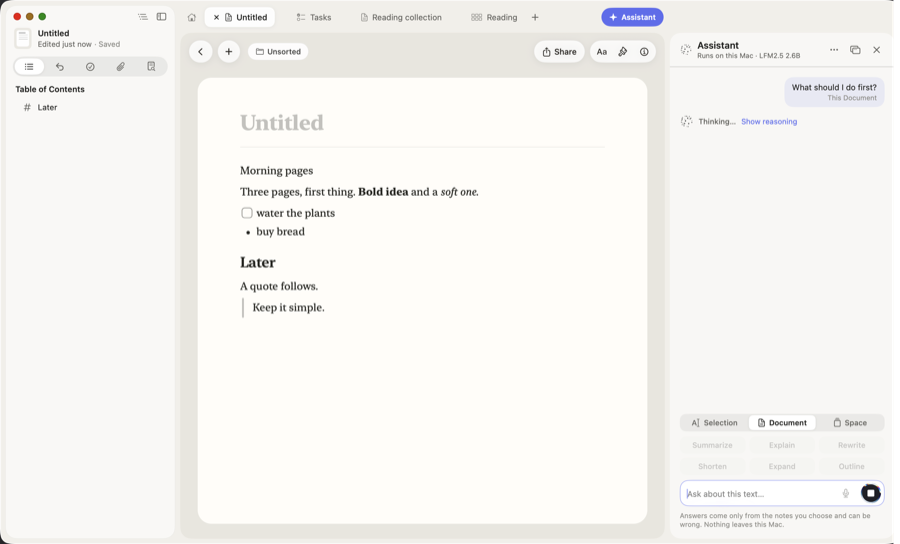 Untitled
Edited just now · Saved
Table of Contents
# Later
Untitled
Tasks
Reading collection
Reading
Assistant
Unsorted
Share
Aa
Untitled
Morning pages
Three pages, first thing. Bold idea and a soft one.
water the plants
• buy bread
Later
A quote follows.
Keep it simple.
Assistant
Runs on this Mac · LFM2.5 2.6B
What should I do first?
This Document
Thinking... Show reasoning
Selection
Document
Space
Summarize
Explain
Rewrite
Shorten
Expand
Outline
Ask about this text...
Answers come only from the notes you choose and can be
wrong. Nothing leaves this Mac.